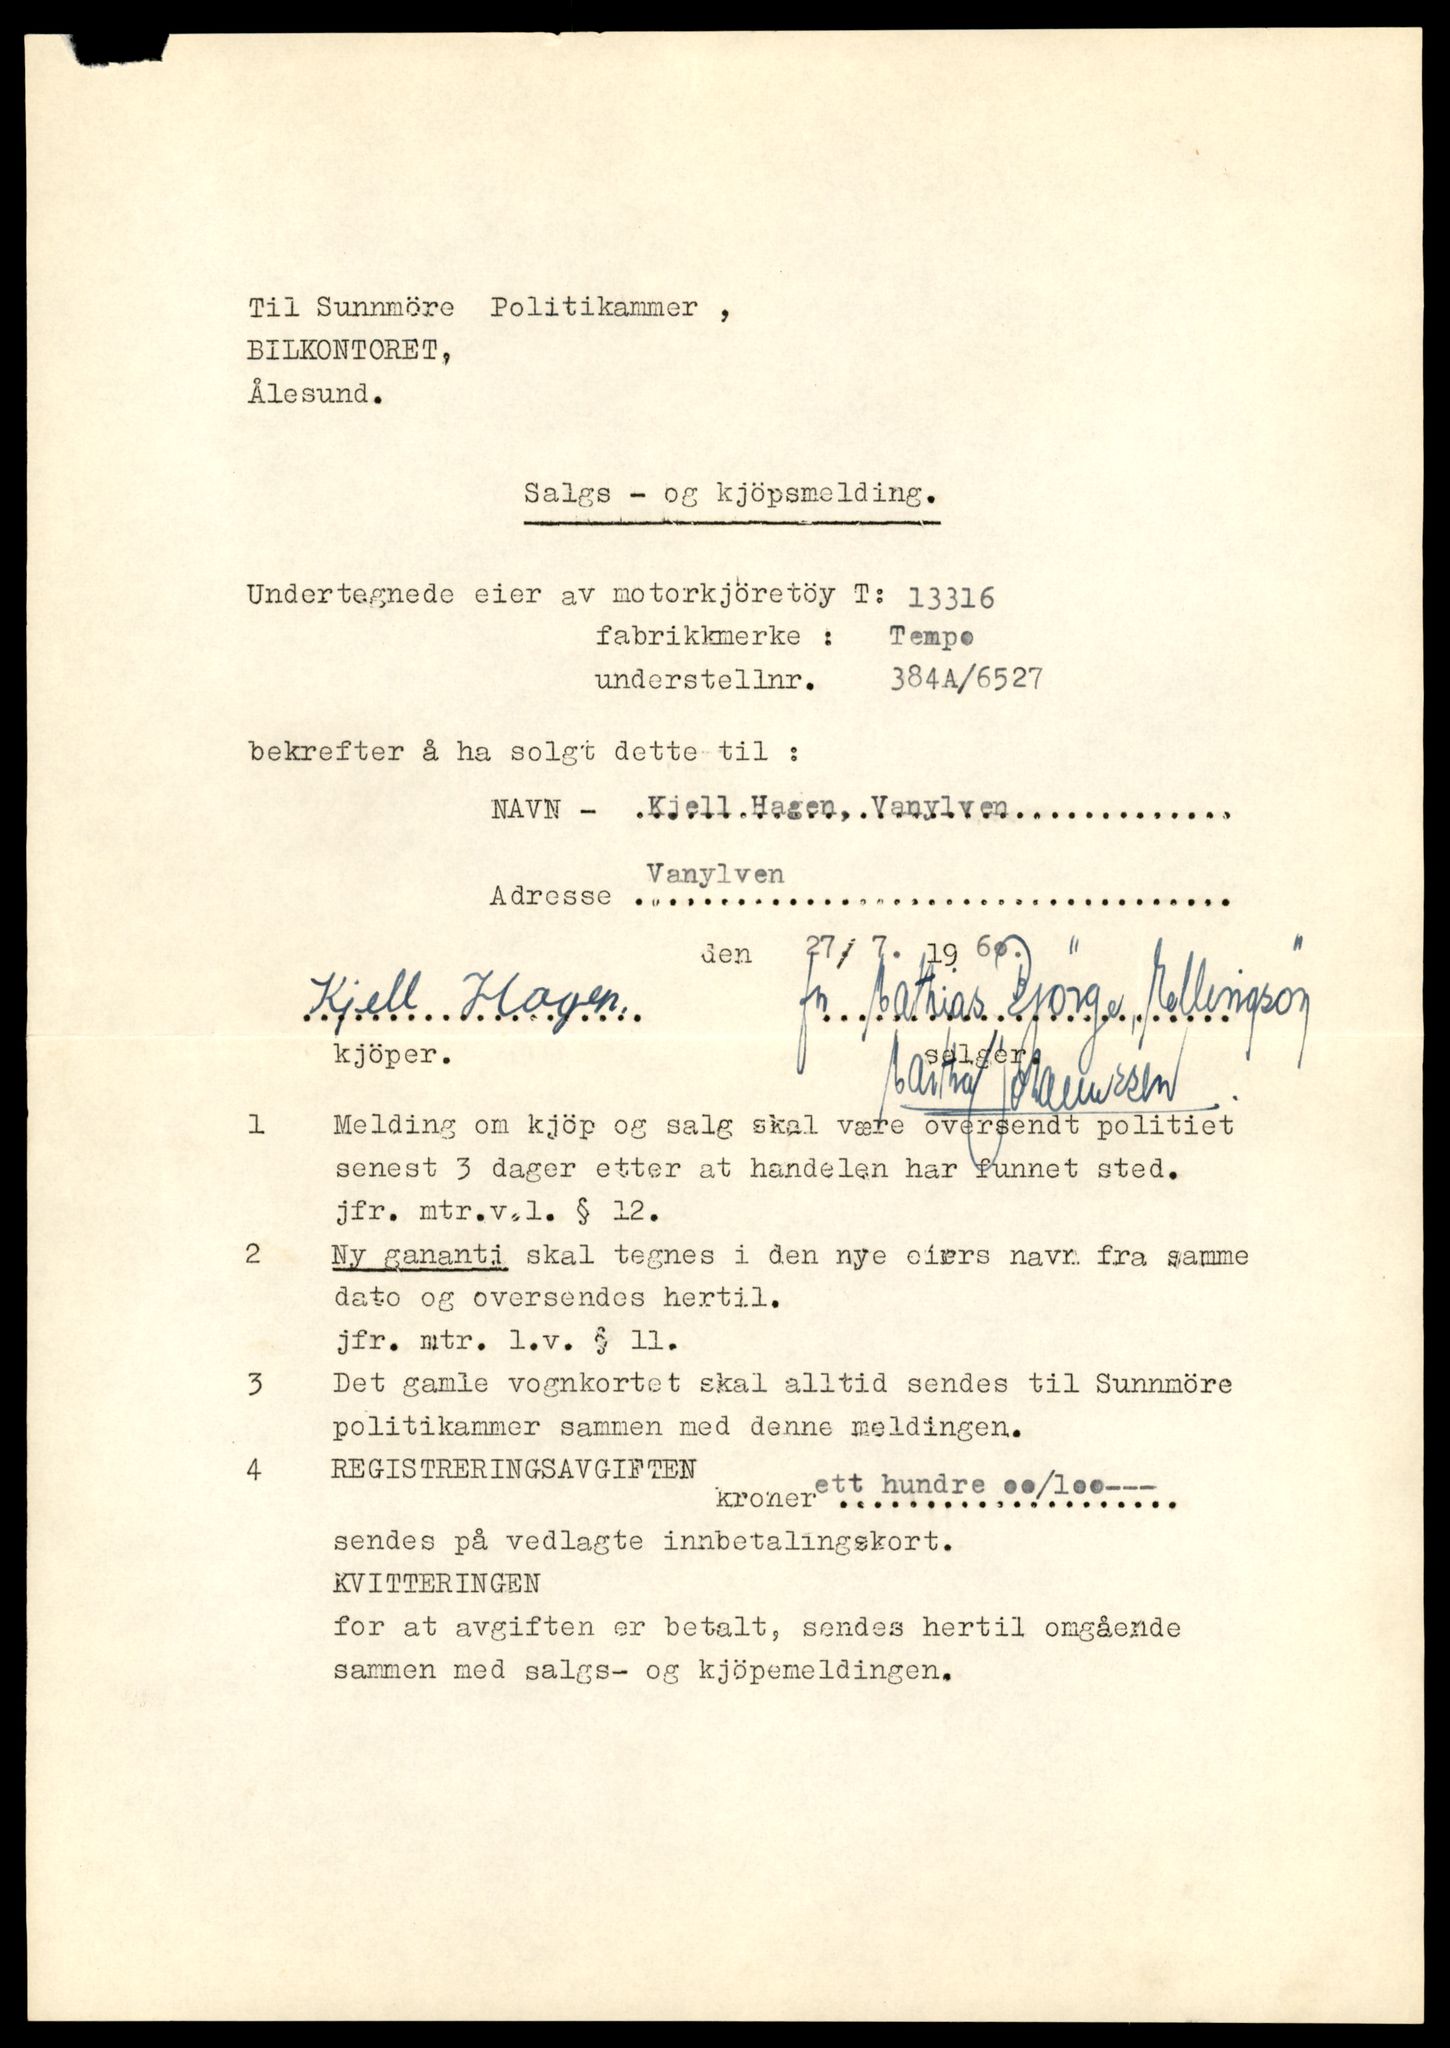 Til Sunnmöre Politikammer ,
BILKONTORET,
Ålesund.
Salgs - og kjöpsmelding.
Undertegnede eier av motorkjöretöy T: 13316
fabrikkmerke : Tempo
understellnr. 384A/6527
bekrefter å ha solgt dette til :
NAVN - Kjell Hagen, Vanylven
Adresse Vanylven
den 27/ 7. 1960.
Kjell Hagen. Mathias Björge,
kjöper. selger.
1 Melding om kjöp og salg skal være oversendt politiet
senest 3 dager etter at handelen har funnet sted.
jfr. mtr.v.l. § 12.
2 Ny gananti skal tegnes i den nye eiers navn fra samme
dato og oversendes hertil.
jfr. mtr. l.v. § 11.
3 Det gamle vognkortet skal alltid sendes til Sunnmöre
politikammer sammen med denne meldingen.
4 REGISTRERINGSAVGIFTEN
kroner ett hundre oo/loo---
sendes på vedlagte innbetalingskort.
KVITTERINGEN
for at avgiften er betalt, sendes hertil omgående
sammen med salgs- og kjöpemeldingen.